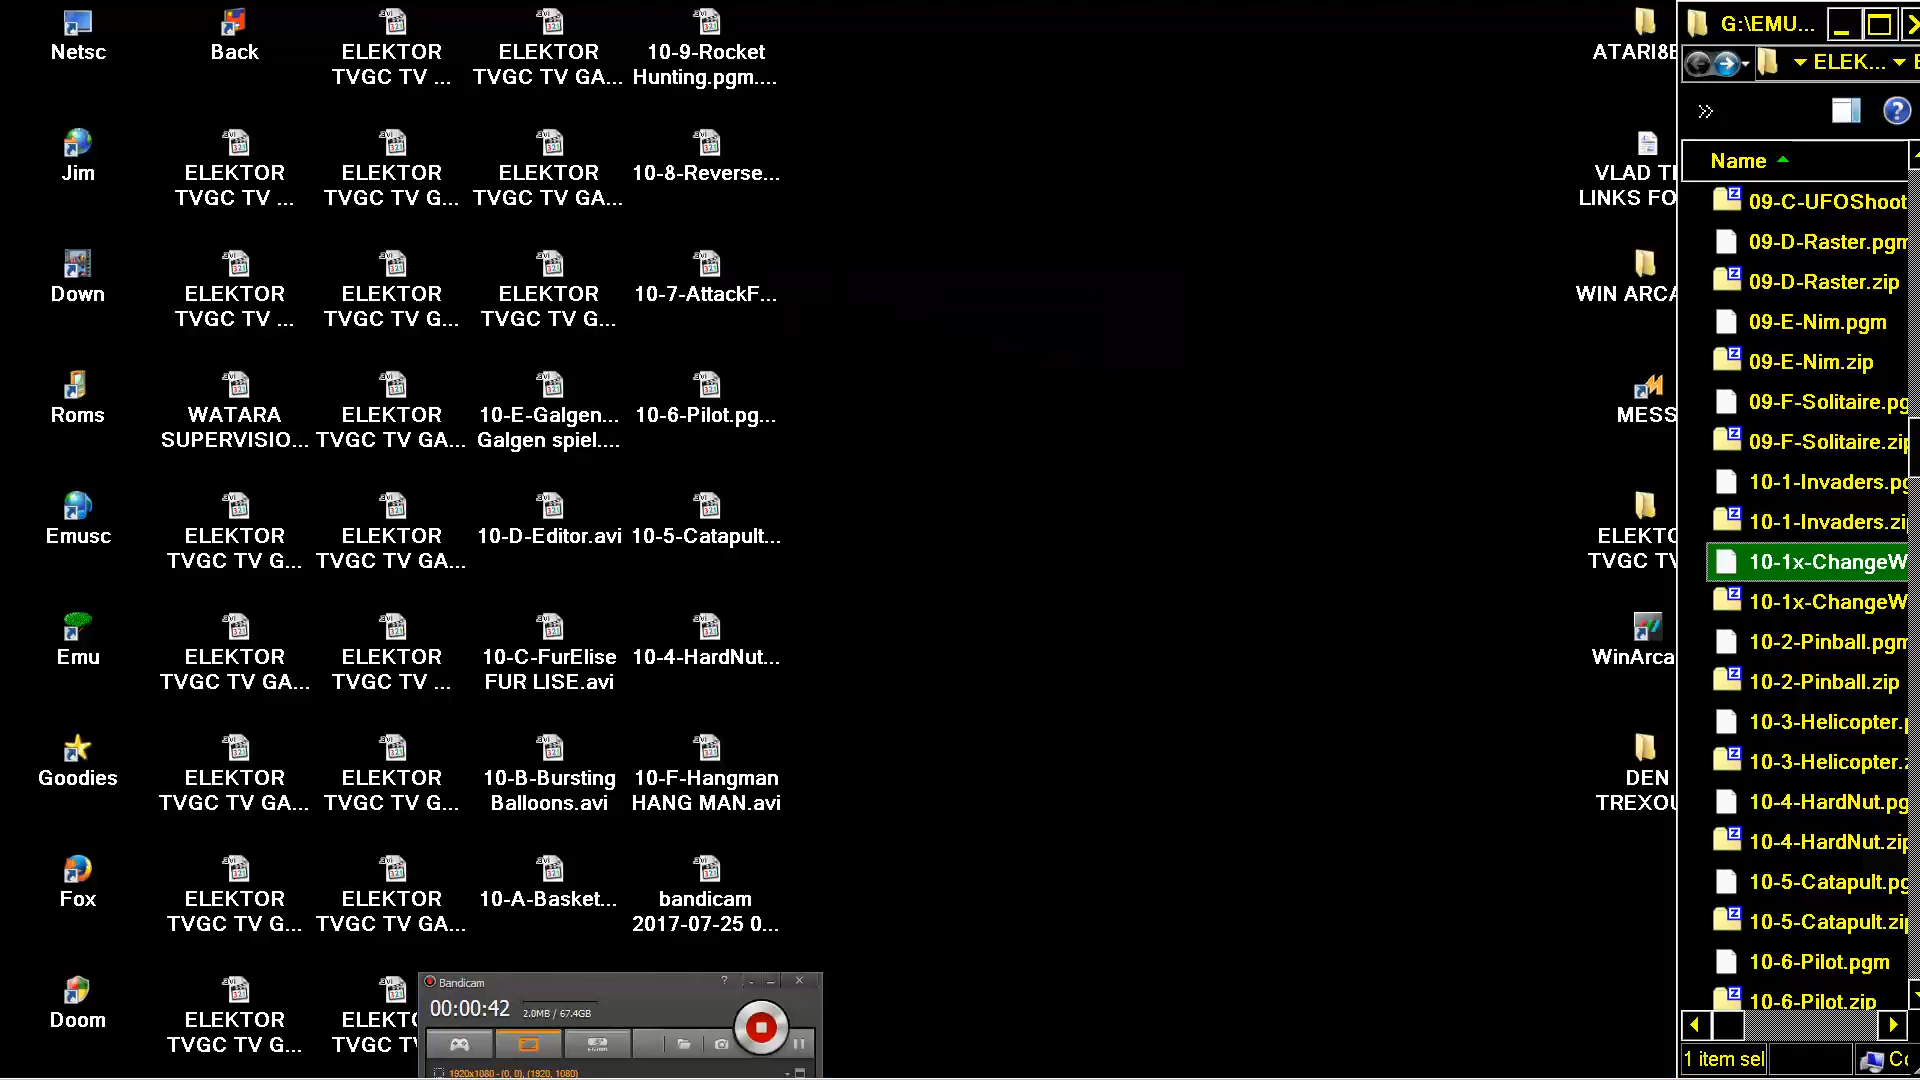 Netsc
Back
ELEKTOR
TVGC TV ...
ELEKTOR
TVGC TV GA...
10-9-Rocket
Hunting.pgm....
Jim
ELEKTOR
TVGC TV ...
ELEKTOR
TVGC TV G...
ELEKTOR
TVGC TV GA...
10-8-Reverse...
Down
ELEKTOR
TVGC TV ...
ELEKTOR
TVGC TV G...
ELEKTOR
TVGC TV G...
10-7-AttackF...
Roms
WATARA
SUPERVISIO...
ELEKTOR
TVGC TV GA...
10-E-Galgen...
Galgen spiel....
10-6-Pilot.pg...
Emusc
ELEKTOR
TVGC TV G...
ELEKTOR
TVGC TV GA...
10-D-Editor.avi
10-5-Catapult...
Emu
ELEKTOR
TVGC TV GA...
ELEKTOR
TVGC TV ...
10-C-FurElise
FUR LISE.avi
10-4-HardNut...
Goodies
ELEKTOR
TVGC TV GA...
ELEKTOR
TVGC TV G...
10-B-Bursting
Balloons.avi
10-F-Hangman
HANG MAN.avi
Fox
ELEKTOR
TVGC TV G...
ELEKTOR
TVGC TV GA...
10-A-Basket...
bandicam
2017-07-25 0...
Doom
ELEKTOR
TVGC TV G...
ELEKT
TVGC T
Bandicam
00:00:42
2.0MB / 67.4GB
1920x1080 - (0, 0), (1920, 1080)
ATARI8B
VLAD T
LINKS FO
WIN ARCA
MESS
ELEKTO
TVGC TV
WinArca
DEN
TREXOU
G:\EMU...
ELEK...
Name
09-C-UFOShoot
09-D-Raster.pgm
09-D-Raster.zip
09-E-Nim.pgm
09-E-Nim.zip
09-F-Solitaire.pg
09-F-Solitaire.zip
10-1-Invaders.pg
10-1-Invaders.zi
10-1x-ChangeW
10-1x-ChangeW
10-2-Pinball.pgm
10-2-Pinball.zip
10-3-Helicopter.p
10-3-Helicopter.z
10-4-HardNut.pg
10-4-HardNut.zip
10-5-Catapult.pg
10-5-Catapult.zip
10-6-Pilot.pgm
10-6-Pilot.zip
1 item sel
Co